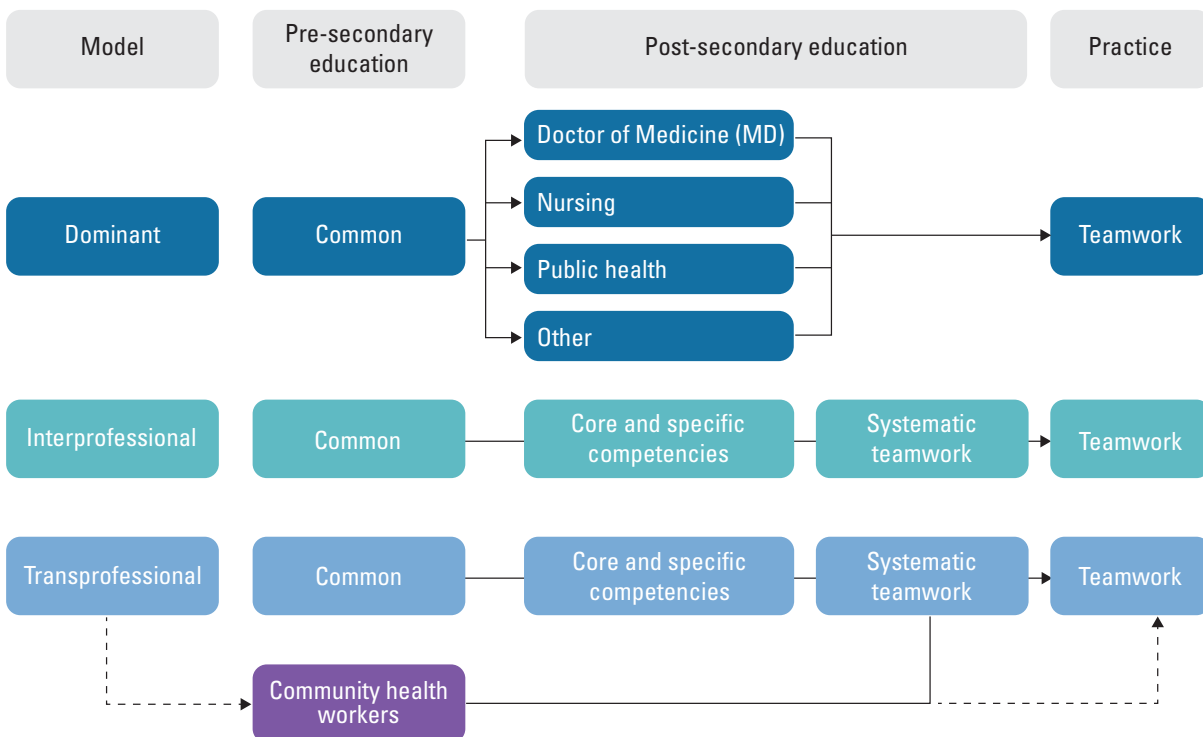 Model
Pre-secondary
education
Post-secondary education
Practice
Dominant
Common
Doctor of Medicine (MD)
Nursing
Public health
Other
Teamwork
Interprofessional
Common
Core and specific
competencies
Systematic
teamwork
Teamwork
Transprofessional
Common
Core and specific
competencies
Systematic
teamwork
Teamwork
Community health
workers